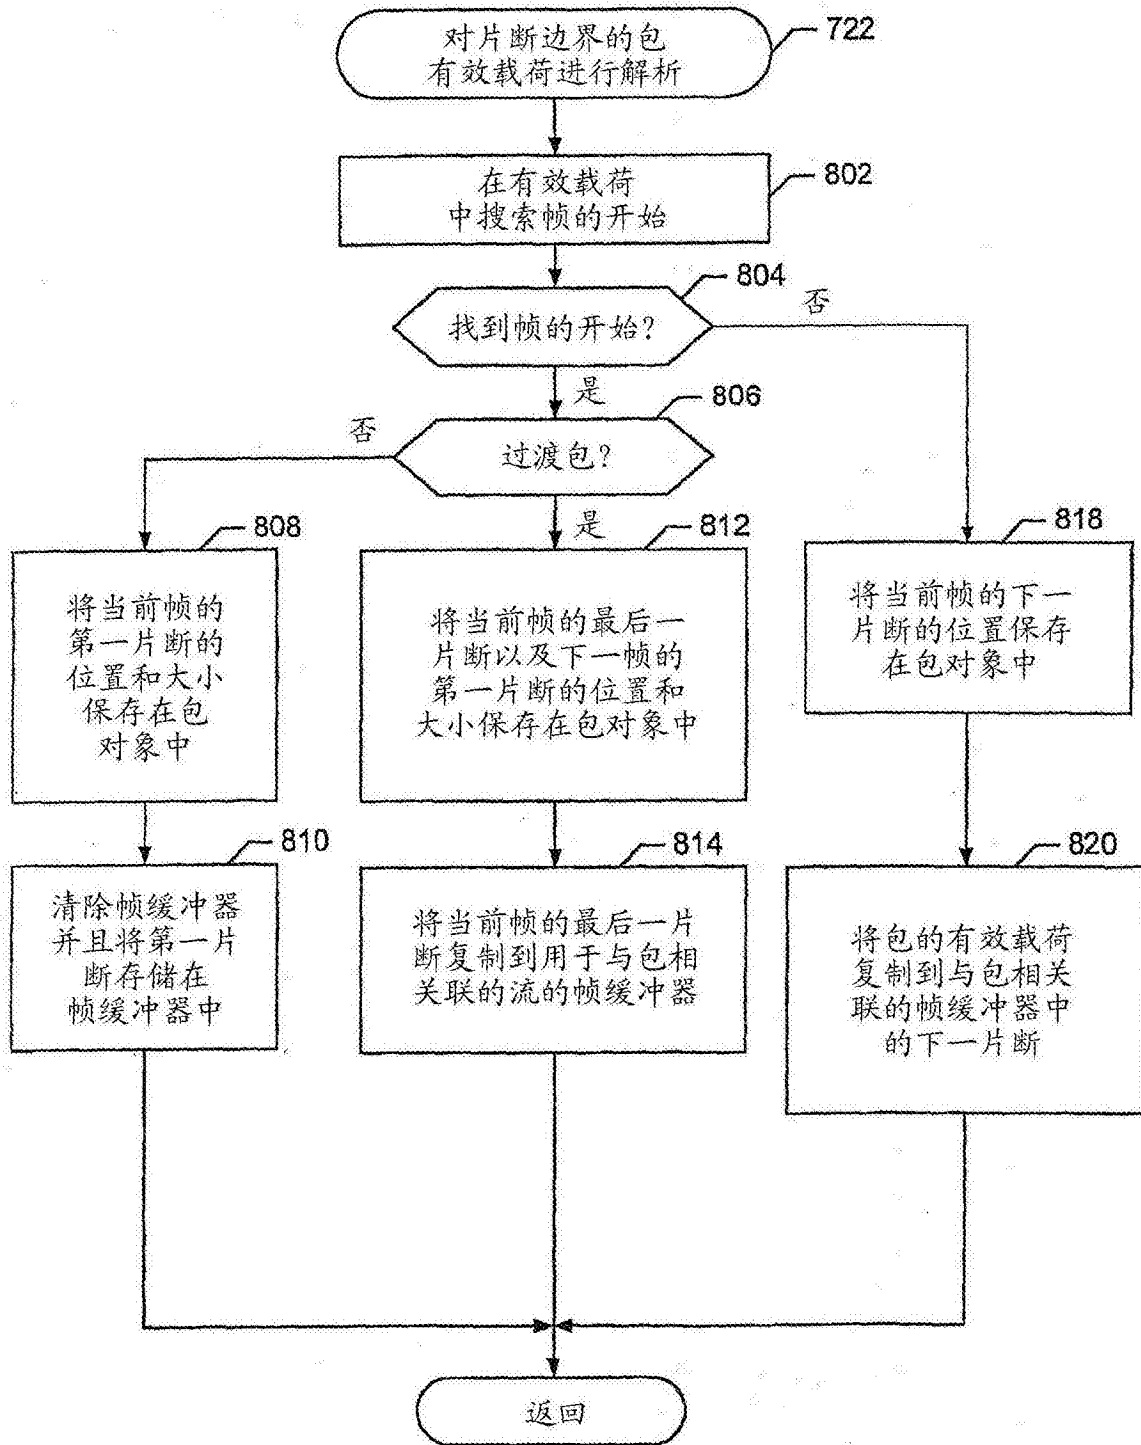 对片断边界的包
有效载荷进行解析
722
在有效载荷
中搜索帧的开始
802
804
找到帧的开始?
否
是
806
否
过渡包?
是
808
812
818
将当前帧的
第一片断的
位置和大小
保存在包
对象中
将当前帧的最后一
片断以及下一帧的
第一片断的位置和
大小保存在包对象中
将当前帧的下一
片断的位置保存
在包对象中
810
814
820
清除帧缓冲器
并且将第一片
断存储在
帧缓冲器中
将当前帧的最后一片
断复制到用于与包相
关联的流的帧缓冲器
将包的有效载荷
复制到与包相关
联的帧缓冲器中
的下一片断
返回